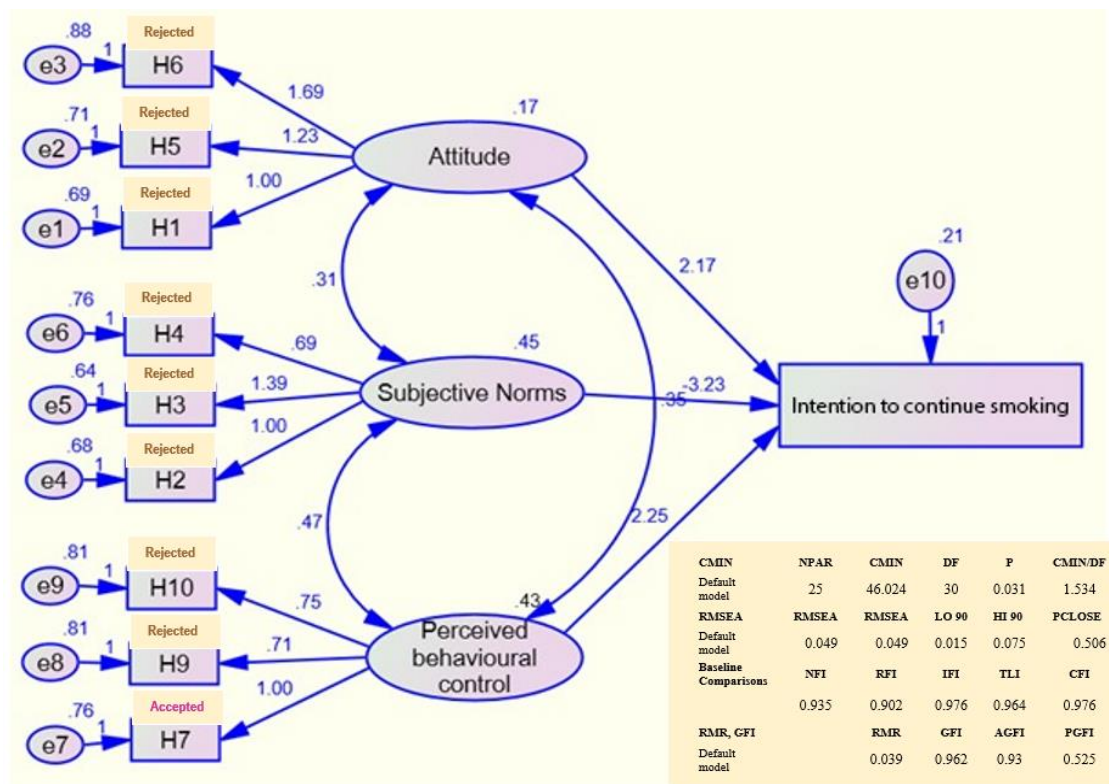 .88
Rejected
1
e3
H6
1.69
.71
Rejected
1
e2
H5
1.23
.69
Rejected
1
e1
H1
1.00
.17
Attitude
.31
2.17
.21
e10
1
.76
Rejected
1
e6
H4
.69
.64
Rejected
1
e5
H3
1.39
.68
Rejected
1
e4
H2
1.00
.45
Subjective Norms
-3.23
.35
Intention to continue smoking
.47
2.25
.81
Rejected
1
e9
H10
.75
.81
Rejected
1
e8
H9
.71
.76
Accepted
1
e7
H7
1.00
.43
Perceived
behavioural
control
CMIN NPAR CMIN DF P CMIN/DF
Default
model 25 46.024 30 0.031 1.534
RMSEA RMSEA RMSEA LO 90 HI 90 PCLOSE
Default
model 0.049 0.049 0.015 0.075 0.506
Baseline
Comparisons NFI RFI IFI TLI CFI
0.935 0.902 0.976 0.964 0.976
RMR, GFI RMR GFI AGFI PGFI
Default
model 0.039 0.962 0.93 0.525